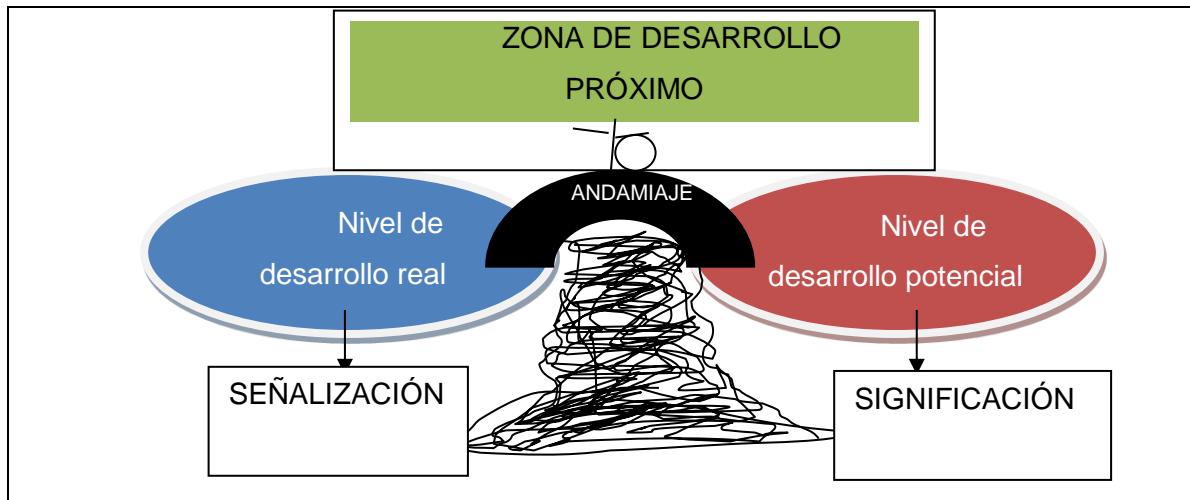 ZONA DE DESARROLLO
PRÓXIMO
ANDAMIAJE
Nivel de
desarrollo real
Nivel de
desarrollo potencial
SEÑALIZACIÓN
SIGNIFICACIÓN